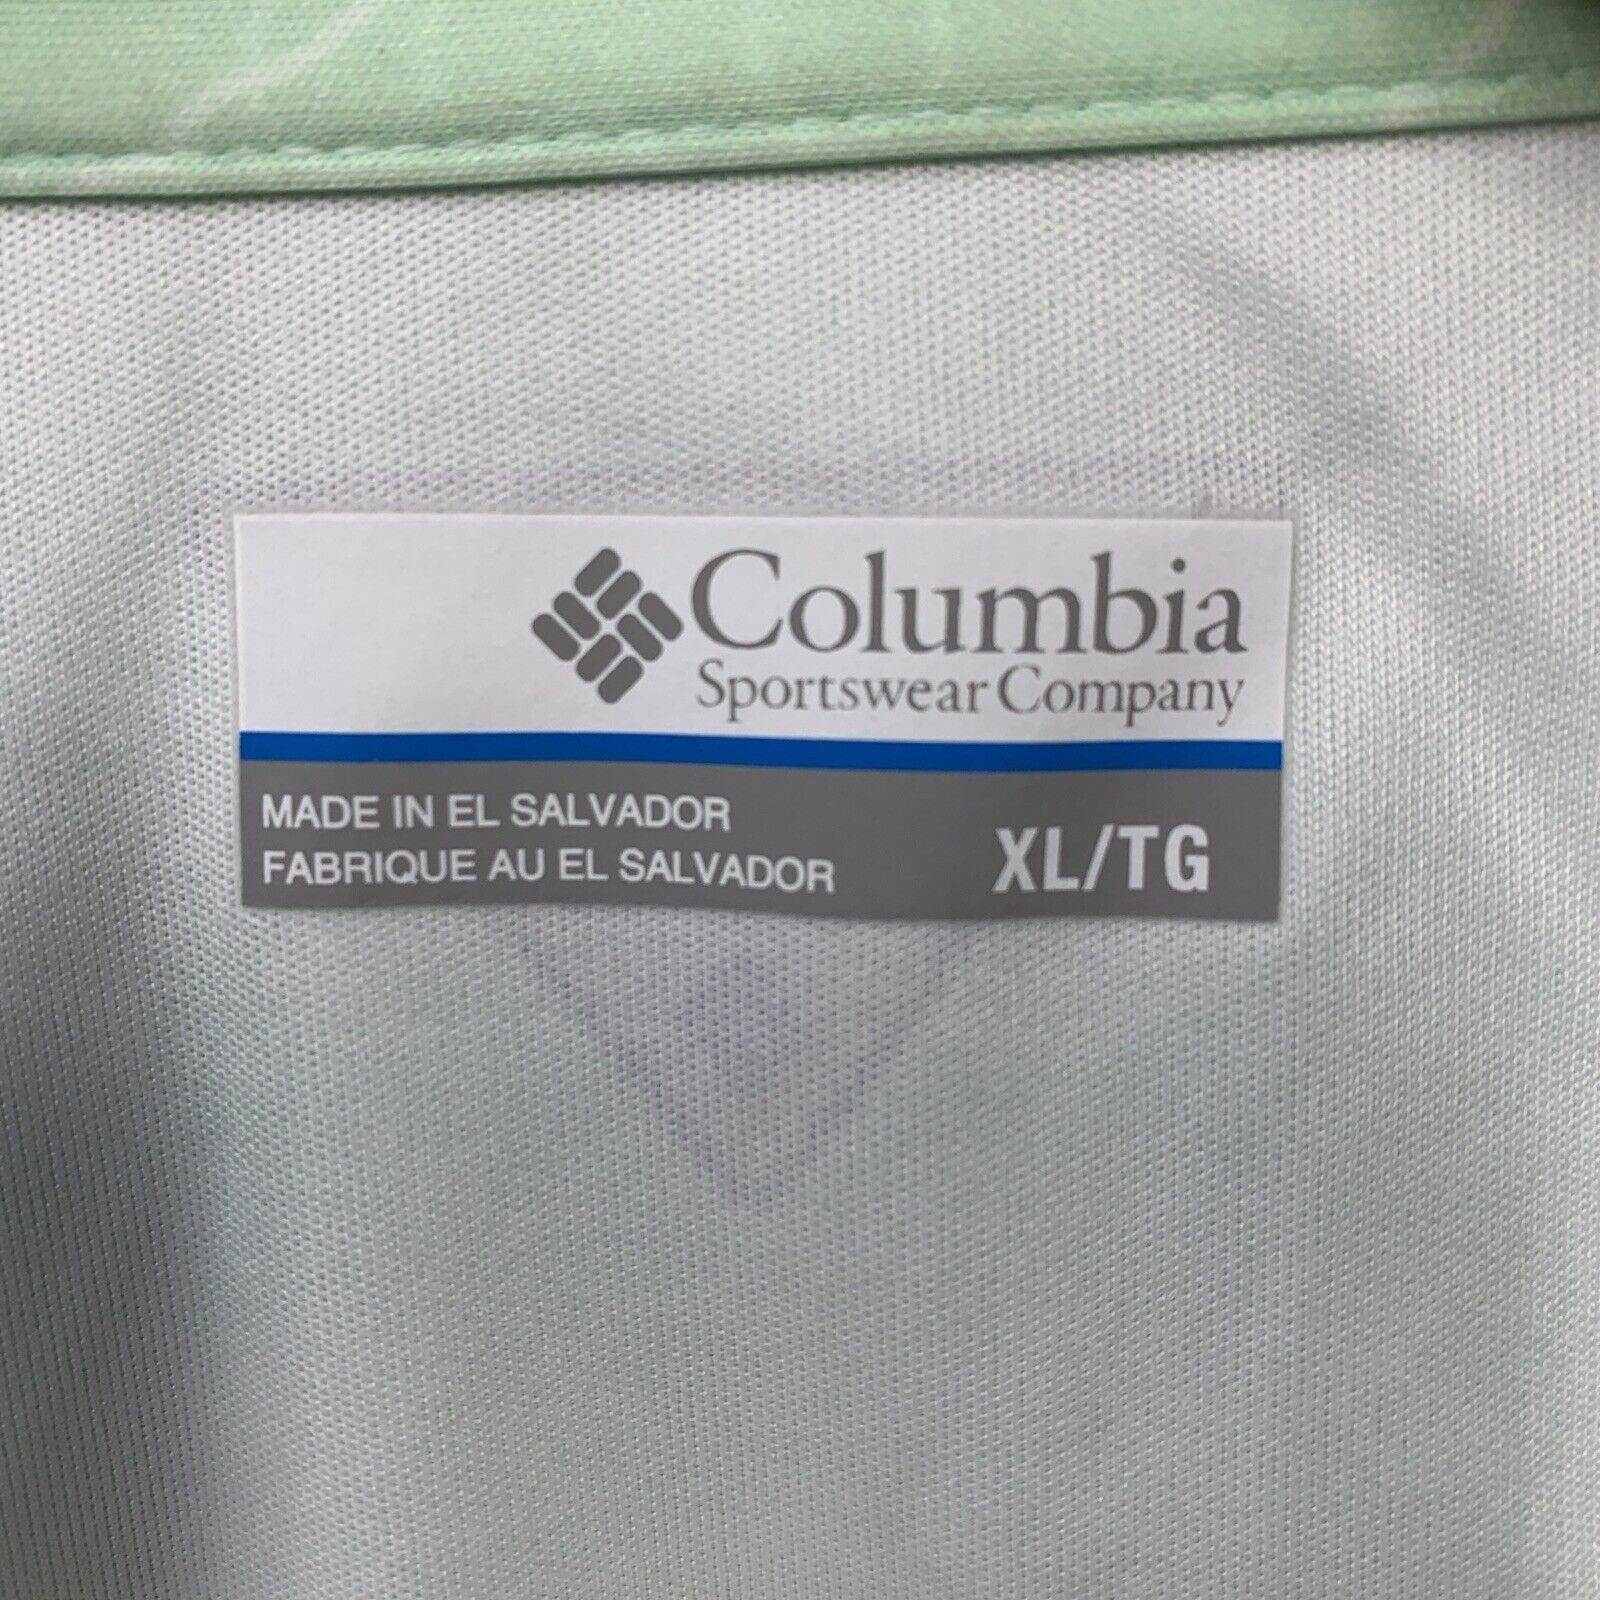 Columbia
Sportswear Company
MADE IN EL SALVADOR
FABRIQUE AU EL SALVADOR
XL/TG